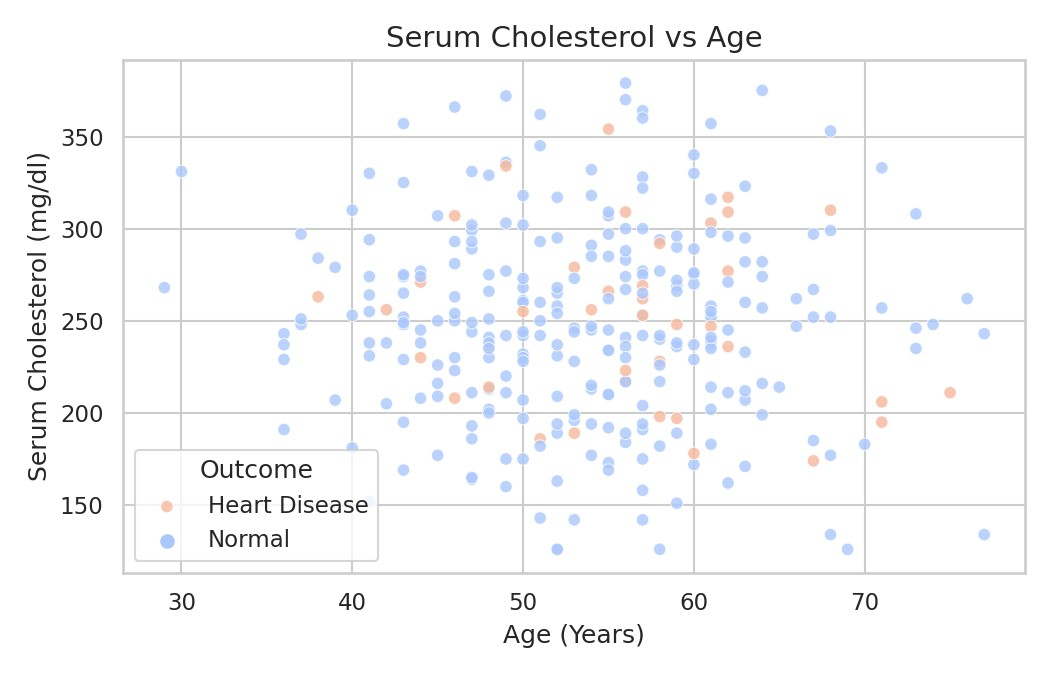 Serum Cholesterol vs Age
Serum Cholesterol (mg/dl)
350
300
250
200
150
Outcome
Heart Disease
Normal
30 40 50 60 70
Age (Years)